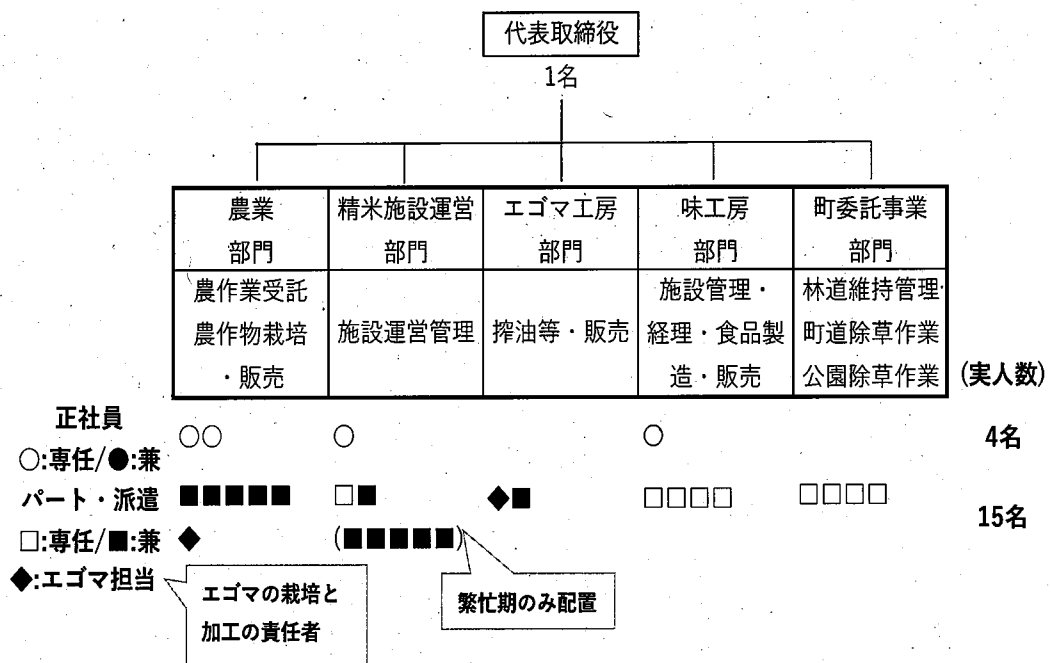 代表取締役
1名
農業
部門
精米施設運営
部門
エゴマ工房
部門
味工房
部門
町委託事業
部門
農作業受託
農作物栽培
・販売
施設運営管理
搾油等・販売
施設管理・
経理・食品製
造・販売
林道維持管理
町道除草作業
公園除草作業
(実人数)
正社員
○:専任/●:兼
○○
○
○
4名
パート・派遣
□:専任/■:兼
◆:エゴマ担当
■■■■■
◆
□■
(■■■■■)
◆■
□□□□
□□□□
15名
エゴマの栽培と
加工の責任者
繁忙期のみ配置